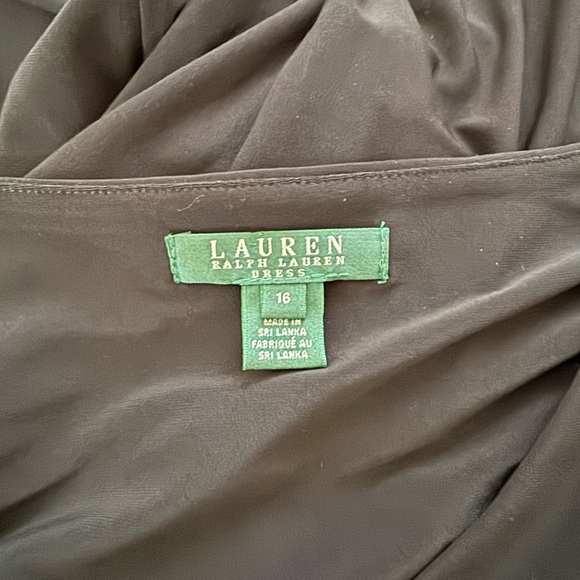 LAUREN
RALPH LAUREN
DRESS
16
MADE IN
SRI LANKA
FABRIQUÉ AU
SRI LANKA